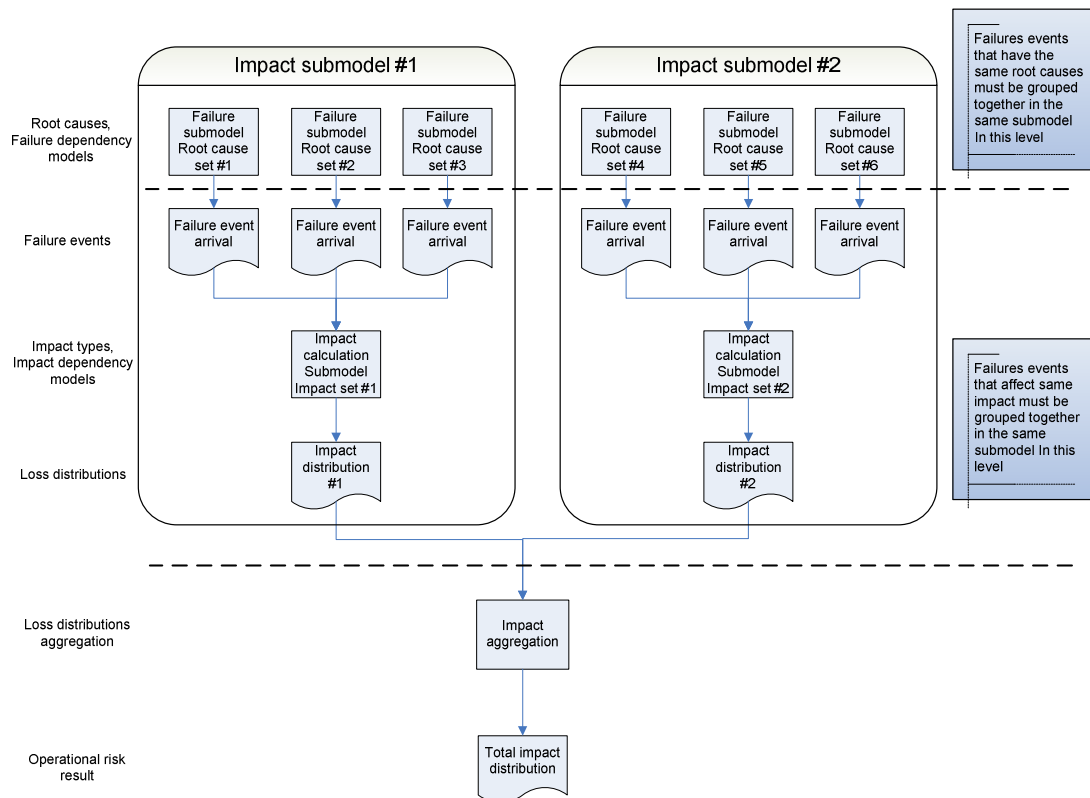 Impact submodel #1
Impact submodel #2
Failures events
that have the
same root causes
must be grouped
together in the
same submodel
In this level
Root causes,
Failure dependency
models
Failure
submodel
Root cause
set #1
Failure
submodel
Root cause
set #2
Failure
submodel
Root cause
set #3
Failure
submodel
Root cause
set #4
Failure
submodel
Root cause
set #5
Failure
submodel
Root cause
set #6
Failure events
Failure event
arrival
Failure event
arrival
Failure event
arrival
Failure event
arrival
Failure event
arrival
Failure event
arrival
Impact types,
Impact dependency
models
Impact
calculation
Submodel
Impact set #1
Impact
calculation
Submodel
Impact set #2
Failures events
that affect same
impact must be
grouped together
in the same
submodel In this
level
Loss distributions
Impact
distribution
#1
Impact
distribution
#2
Loss distributions
aggregation
Impact
aggregation
Operational risk
result
Total impact
distribution